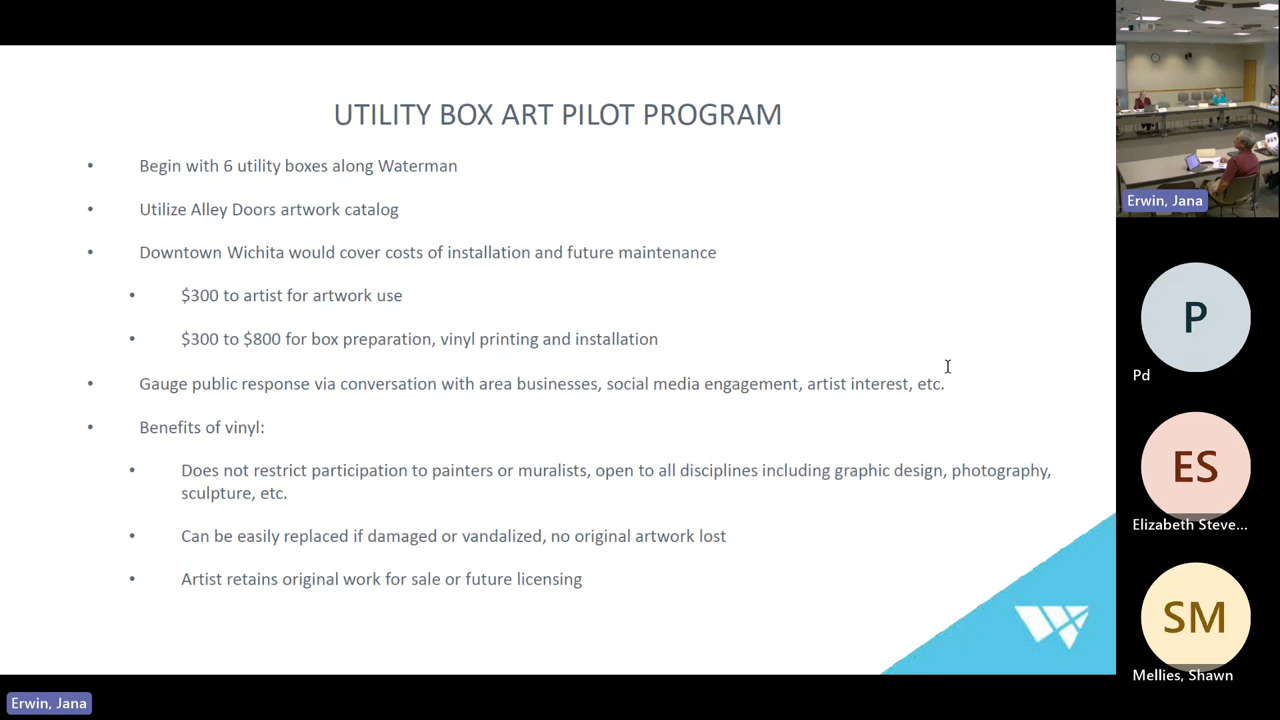 UTILITY BOX ART PILOT PROGRAM
• Begin with 6 utility boxes along Waterman
• Utilize Alley Doors artwork catalog
• Downtown Wichita would cover costs of installation and future maintenance
• $300 to artist for artwork use
• $300 to $800 for box preparation, vinyl printing and installation
• Gauge public response via conversation with area businesses, social media engagement, artist interest, etc.
• Benefits of vinyl:
• Does not restrict participation to painters or muralists, open to all disciplines including graphic design, photography,
sculpture, etc.
• Can be easily replaced if damaged or vandalized, no original artwork lost
• Artist retains original work for sale or future licensing
Erwin, Jana
P
Pd
ES
Elizabeth Steve...
SM
Mellies, Shawn
Erwin, Jana